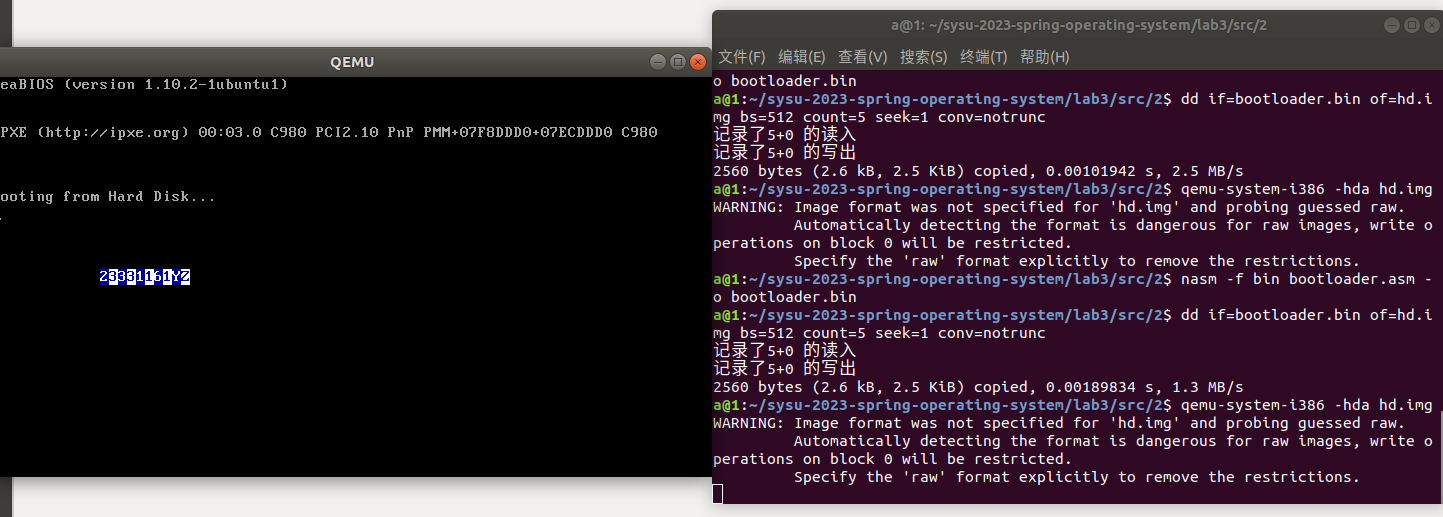 QEMU
eaBIOS (version 1.10.2-1ubuntu1)
PXE (http://ipxe.org) 00:03.0 C980 PCI2.10 PnP PMM+07F8DDD0+07ECDDD0 C980
ooting from Hard Disk...
.
23331161YZ
a@1: ~/sysu-2023-spring-operating-system/lab3/src/2
文件(F) 编辑(E) 查看(V) 搜索(S) 终端(T) 帮助(H)
o bootloader.bin
a@1:~/sysu-2023-spring-operating-system/lab3/src/2$ dd if=bootloader.bin of=hd.i
mg bs=512 count=5 seek=1 conv=notrunc
记录了5+0 的读入
记录了5+0 的写出
2560 bytes (2.6 kB, 2.5 KiB) copied, 0.00101942 s, 2.5 MB/s
a@1:~/sysu-2023-spring-operating-system/lab3/src/2$ qemu-system-i386 -hda hd.img
WARNING: Image format was not specified for 'hd.img' and probing guessed raw.
         Automatically detecting the format is dangerous for raw images, write o
perations on block 0 will be restricted.
         Specify the 'raw' format explicitly to remove the restrictions.
a@1:~/sysu-2023-spring-operating-system/lab3/src/2$ nasm -f bin bootloader.asm -
o bootloader.bin
a@1:~/sysu-2023-spring-operating-system/lab3/src/2$ dd if=bootloader.bin of=hd.i
mg bs=512 count=5 seek=1 conv=notrunc
记录了5+0 的读入
记录了5+0 的写出
2560 bytes (2.6 kB, 2.5 KiB) copied, 0.00189834 s, 1.3 MB/s
a@1:~/sysu-2023-spring-operating-system/lab3/src/2$ qemu-system-i386 -hda hd.img
WARNING: Image format was not specified for 'hd.img' and probing guessed raw.
         Automatically detecting the format is dangerous for raw images, write o
perations on block 0 will be restricted.
         Specify the 'raw' format explicitly to remove the restrictions.